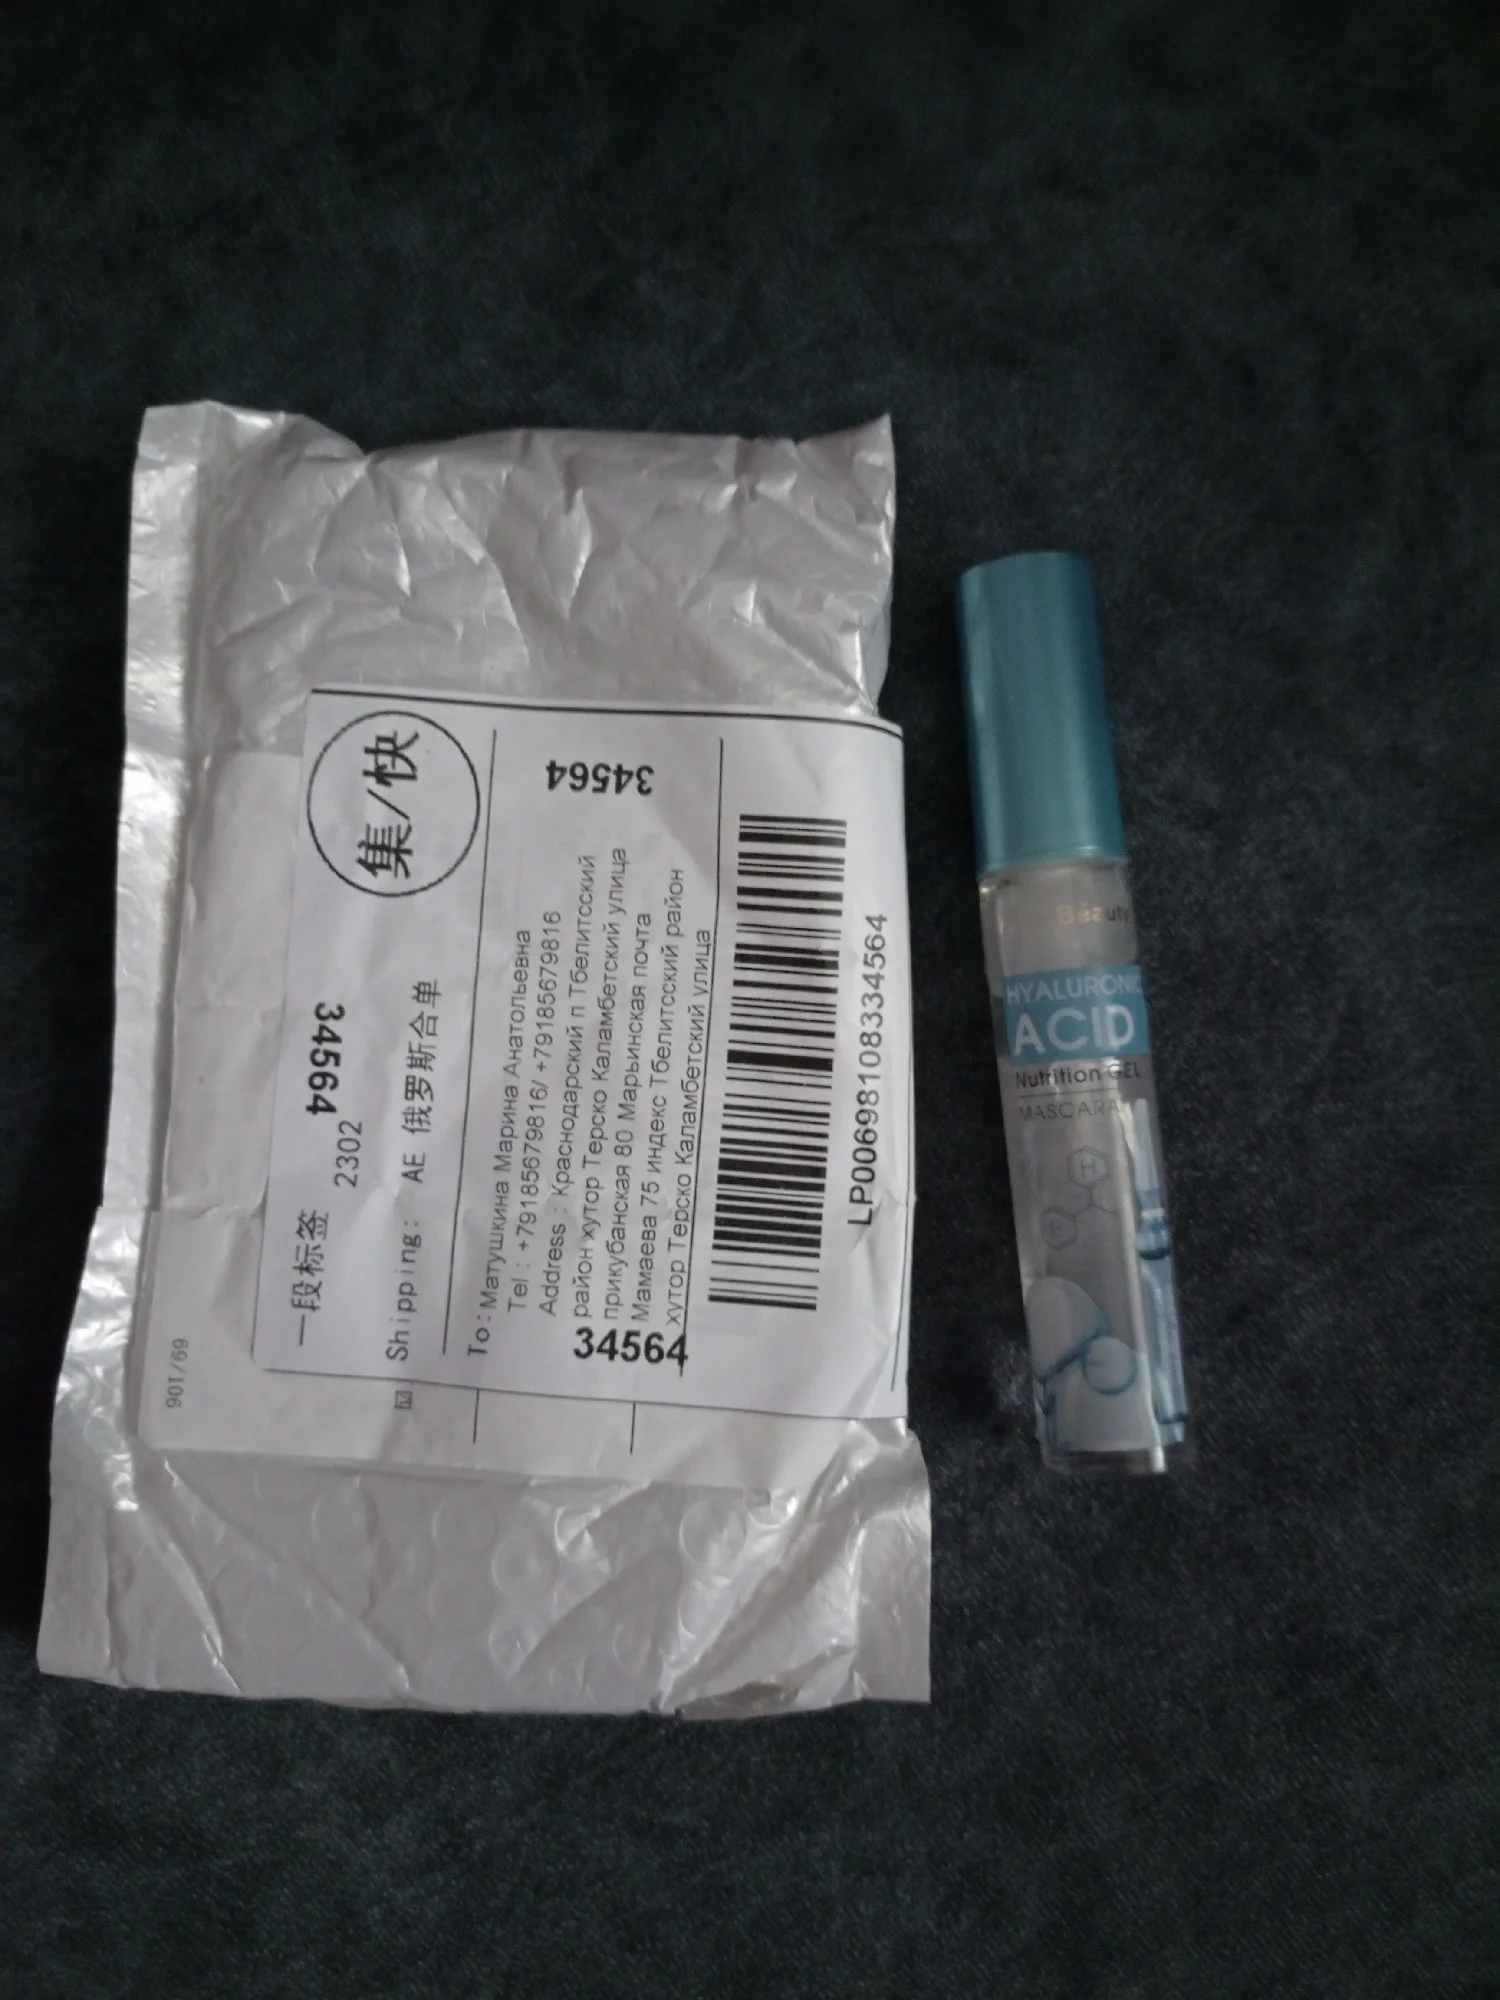 集/快
一段标签
34564
2302
Shipping: AE 俄罗斯合单
To:Матушкина Марина Анатольевна
Tel : +79185679816/ +79185679816
Address : Краснодарский п Тбелитсский
район хутор Терско Каламбетский улица
прикубанская 80 Марьинская почта
Мамаева 75 индекс Тбелитсский район
хутор Терско Каламбетский улица
34564
34564
LP00698108334564
69/106
Beauty
HYALURONIC
ACID
Nutrition GEL
MASCARA
H